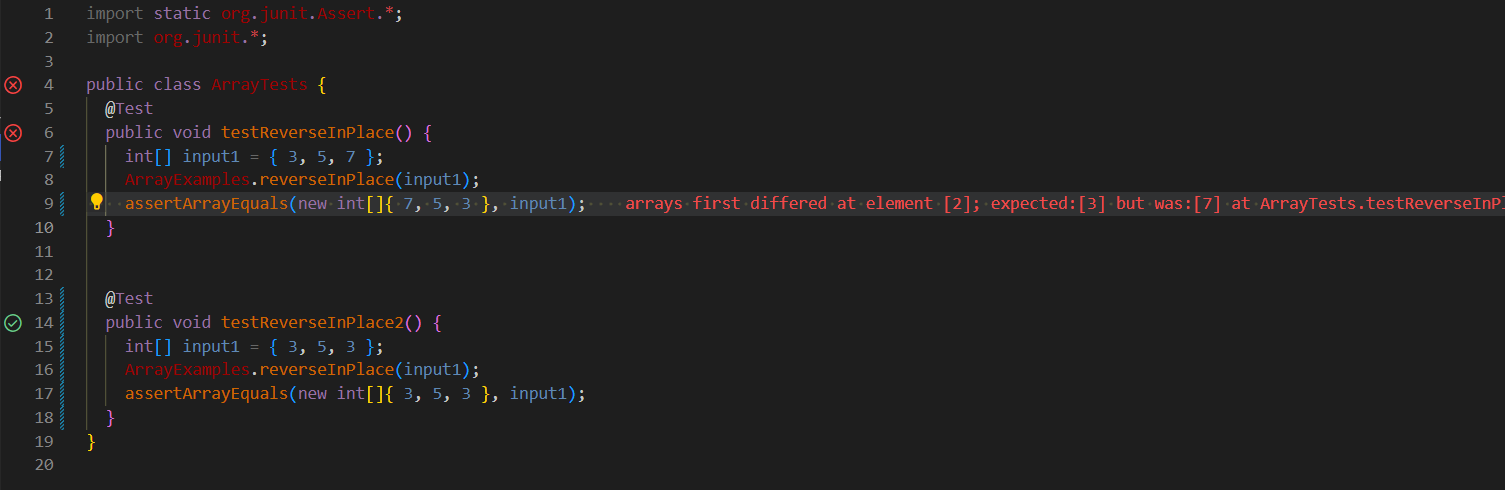 1 import static org.junit.Assert.*;
2 import org.junit.*;
3
4 public class ArrayTests {
5 @Test
6 public void testReverseInPlace() {
7 int[] input1 = { 3, 5, 7 };
8 ArrayExamples.reverseInPlace(input1);
9 assertArrayEquals(new int[]{ 7, 5, 3 }, input1); arrays first differed at element [2]; expected:[3] but was:[7] at ArrayTests.testReverseInPl
10 }
11
12
13 @Test
14 public void testReverseInPlace2() {
15 int[] input1 = { 3, 5, 3 };
16 ArrayExamples.reverseInPlace(input1);
17 assertArrayEquals(new int[]{ 3, 5, 3 }, input1);
18 }
19 }
20